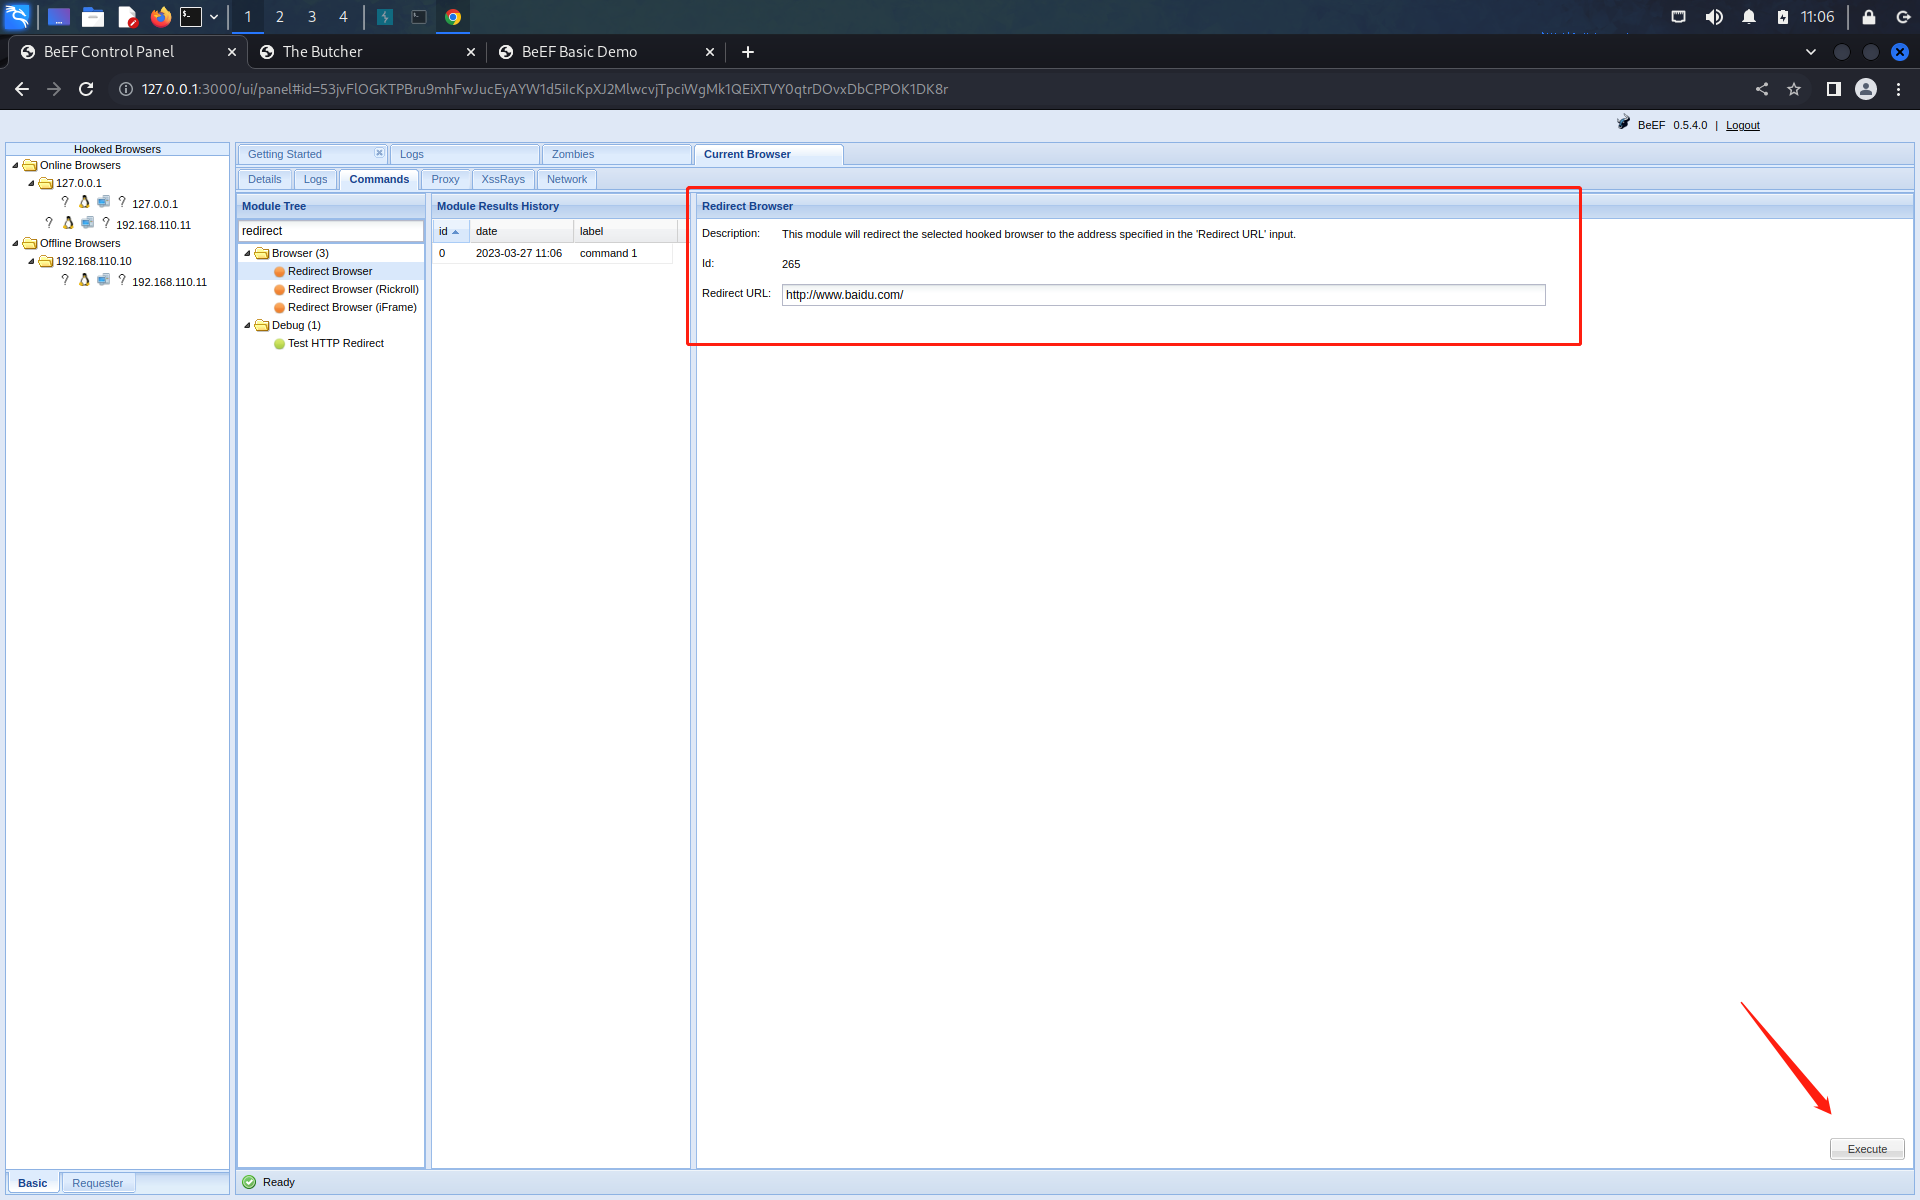 1 2 3 4 11:06
BeEF Control Panel The Butcher BeEF Basic Demo
127.0.0.1:3000/ui/panel#id=53jvFlOGKTPBru9mhFwJucEyAYW1d5iIcKpXJ2MlwcvjTpciWgMk1QEiXTVY0qtrDOvxDbCPPOK1DK8r
BeEF 0.5.4.0 | Logout
Hooked Browsers
Online Browsers
127.0.0.1
? ? 127.0.0.1
? ? 192.168.110.11
Offline Browsers
192.168.110.10
? ? 192.168.110.11
Getting Started Logs Zombies Current Browser
Details Logs Commands Proxy XssRays Network
Module Tree
redirect
Browser (3)
Redirect Browser
Redirect Browser (Rickroll)
Redirect Browser (iFrame)
Debug (1)
Test HTTP Redirect
Module Results History
id date label
0 2023-03-27 11:06 command 1
Redirect Browser
Description: This module will redirect the selected hooked browser to the address specified in the 'Redirect URL' input.
Id: 265
Redirect URL: http://www.baidu.com/
Execute
Basic Requester
Ready